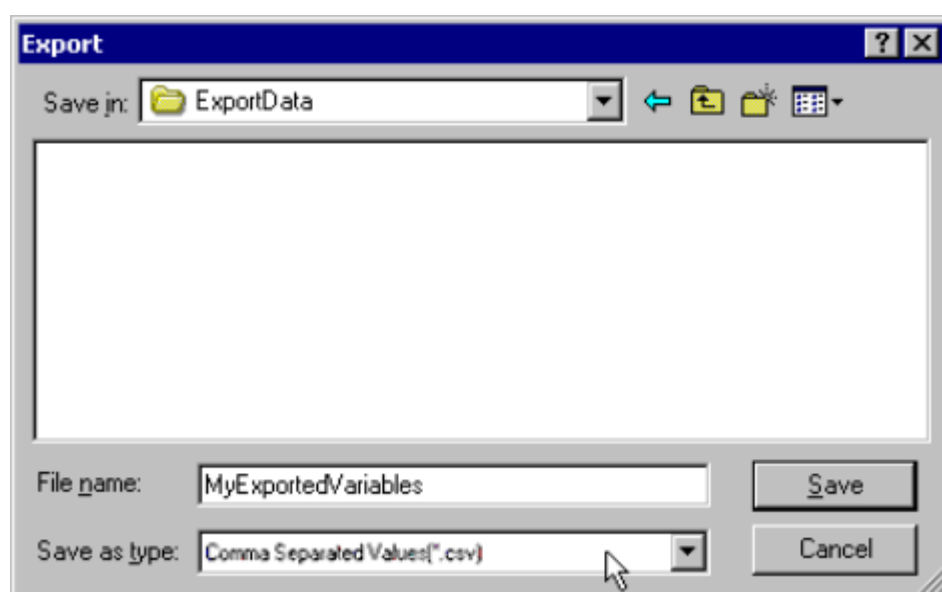 Export
Save in: ExportData
File name: MyExportedVariables Save
Save as type: Comma Separated Values(*.csv) Cancel